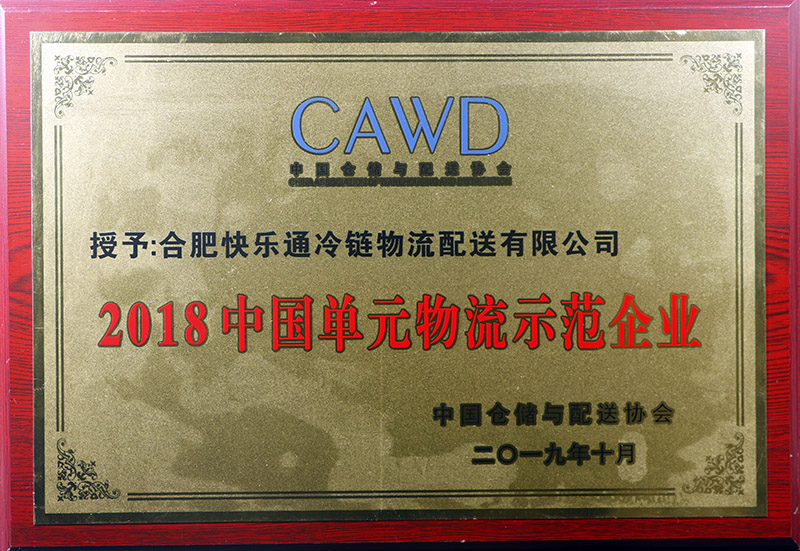 CAWD
中国仓储与配送协会
授予:合肥快乐通冷链物流配送有限公司
2018中国单元物流示范企业
中国仓储与配送协会
二〇一九年十月